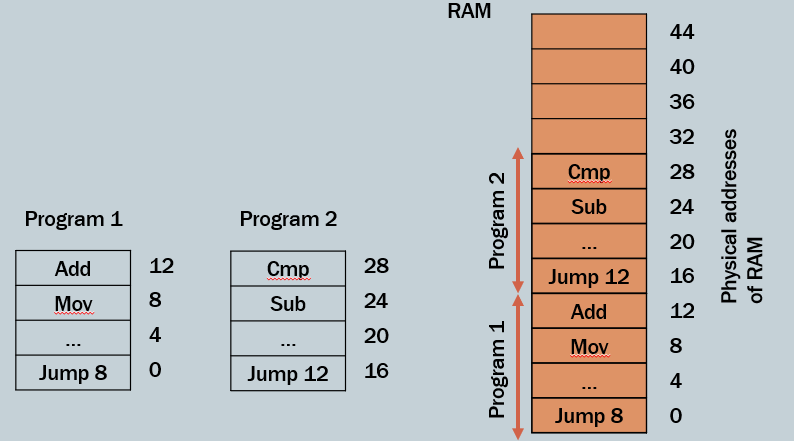 RAM
Program 1
Add 12
Mov 8
... 4
Jump 8 0
Program 2
Cmp 28
Sub 24
... 20
Jump 12 16
44
40
36
32
Cmp 28
Sub 24
... 20
Jump 12 16
Add 12
Mov 8
... 4
Jump 8 0
Program 2
Program 1
Physical addresses
of RAM